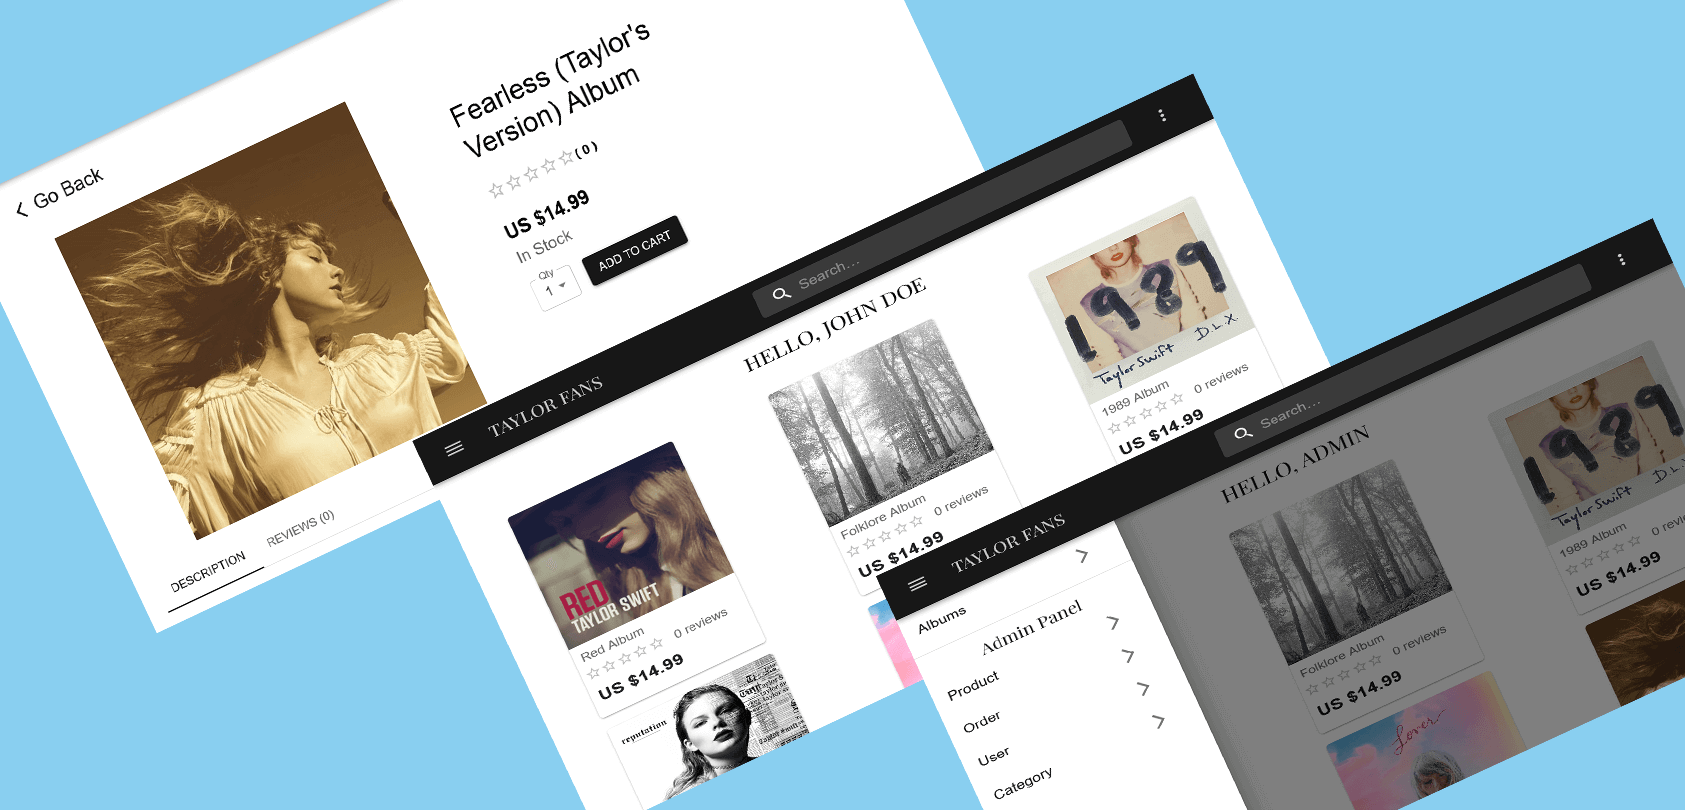 Go Back
Fearless (Taylor's
Version) Album
( 0 )
US $14.99
In Stock
Qty
1
ADD TO CART
DESCRIPTION
REVIEWS (0)
TAYLOR FANS
Search...
HELLO, JOHN DOE
RED
TAYLOR SWIFT
Red Album
0 reviews
US $14.99
reputation
Folklore Album
0 reviews
US $14.99
1989
Taylor Swift
D.L.X.
1989 Album
0 reviews
US $14.99
TAYLOR FANS
Search...
HELLO, ADMIN
Albums
Admin Panel
Product
Order
User
Category
Folklore Album
0 reviews
US $14.99
Lover
1989
Taylor Swift
D.L.X
1989 Album
0 revie
US $14.99